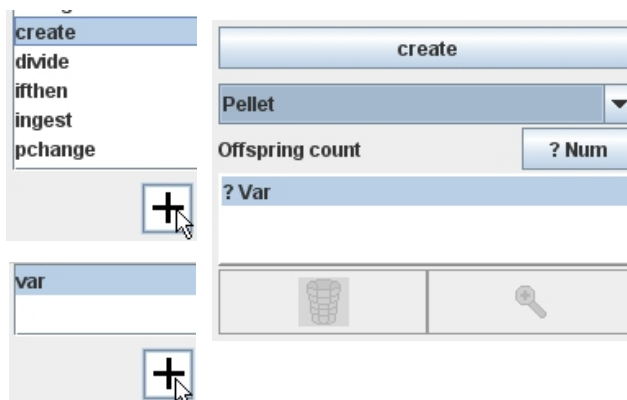 create
divide
ifthen
ingest
pchange
var
create
Pellet
Offspring count
? Num
? Var